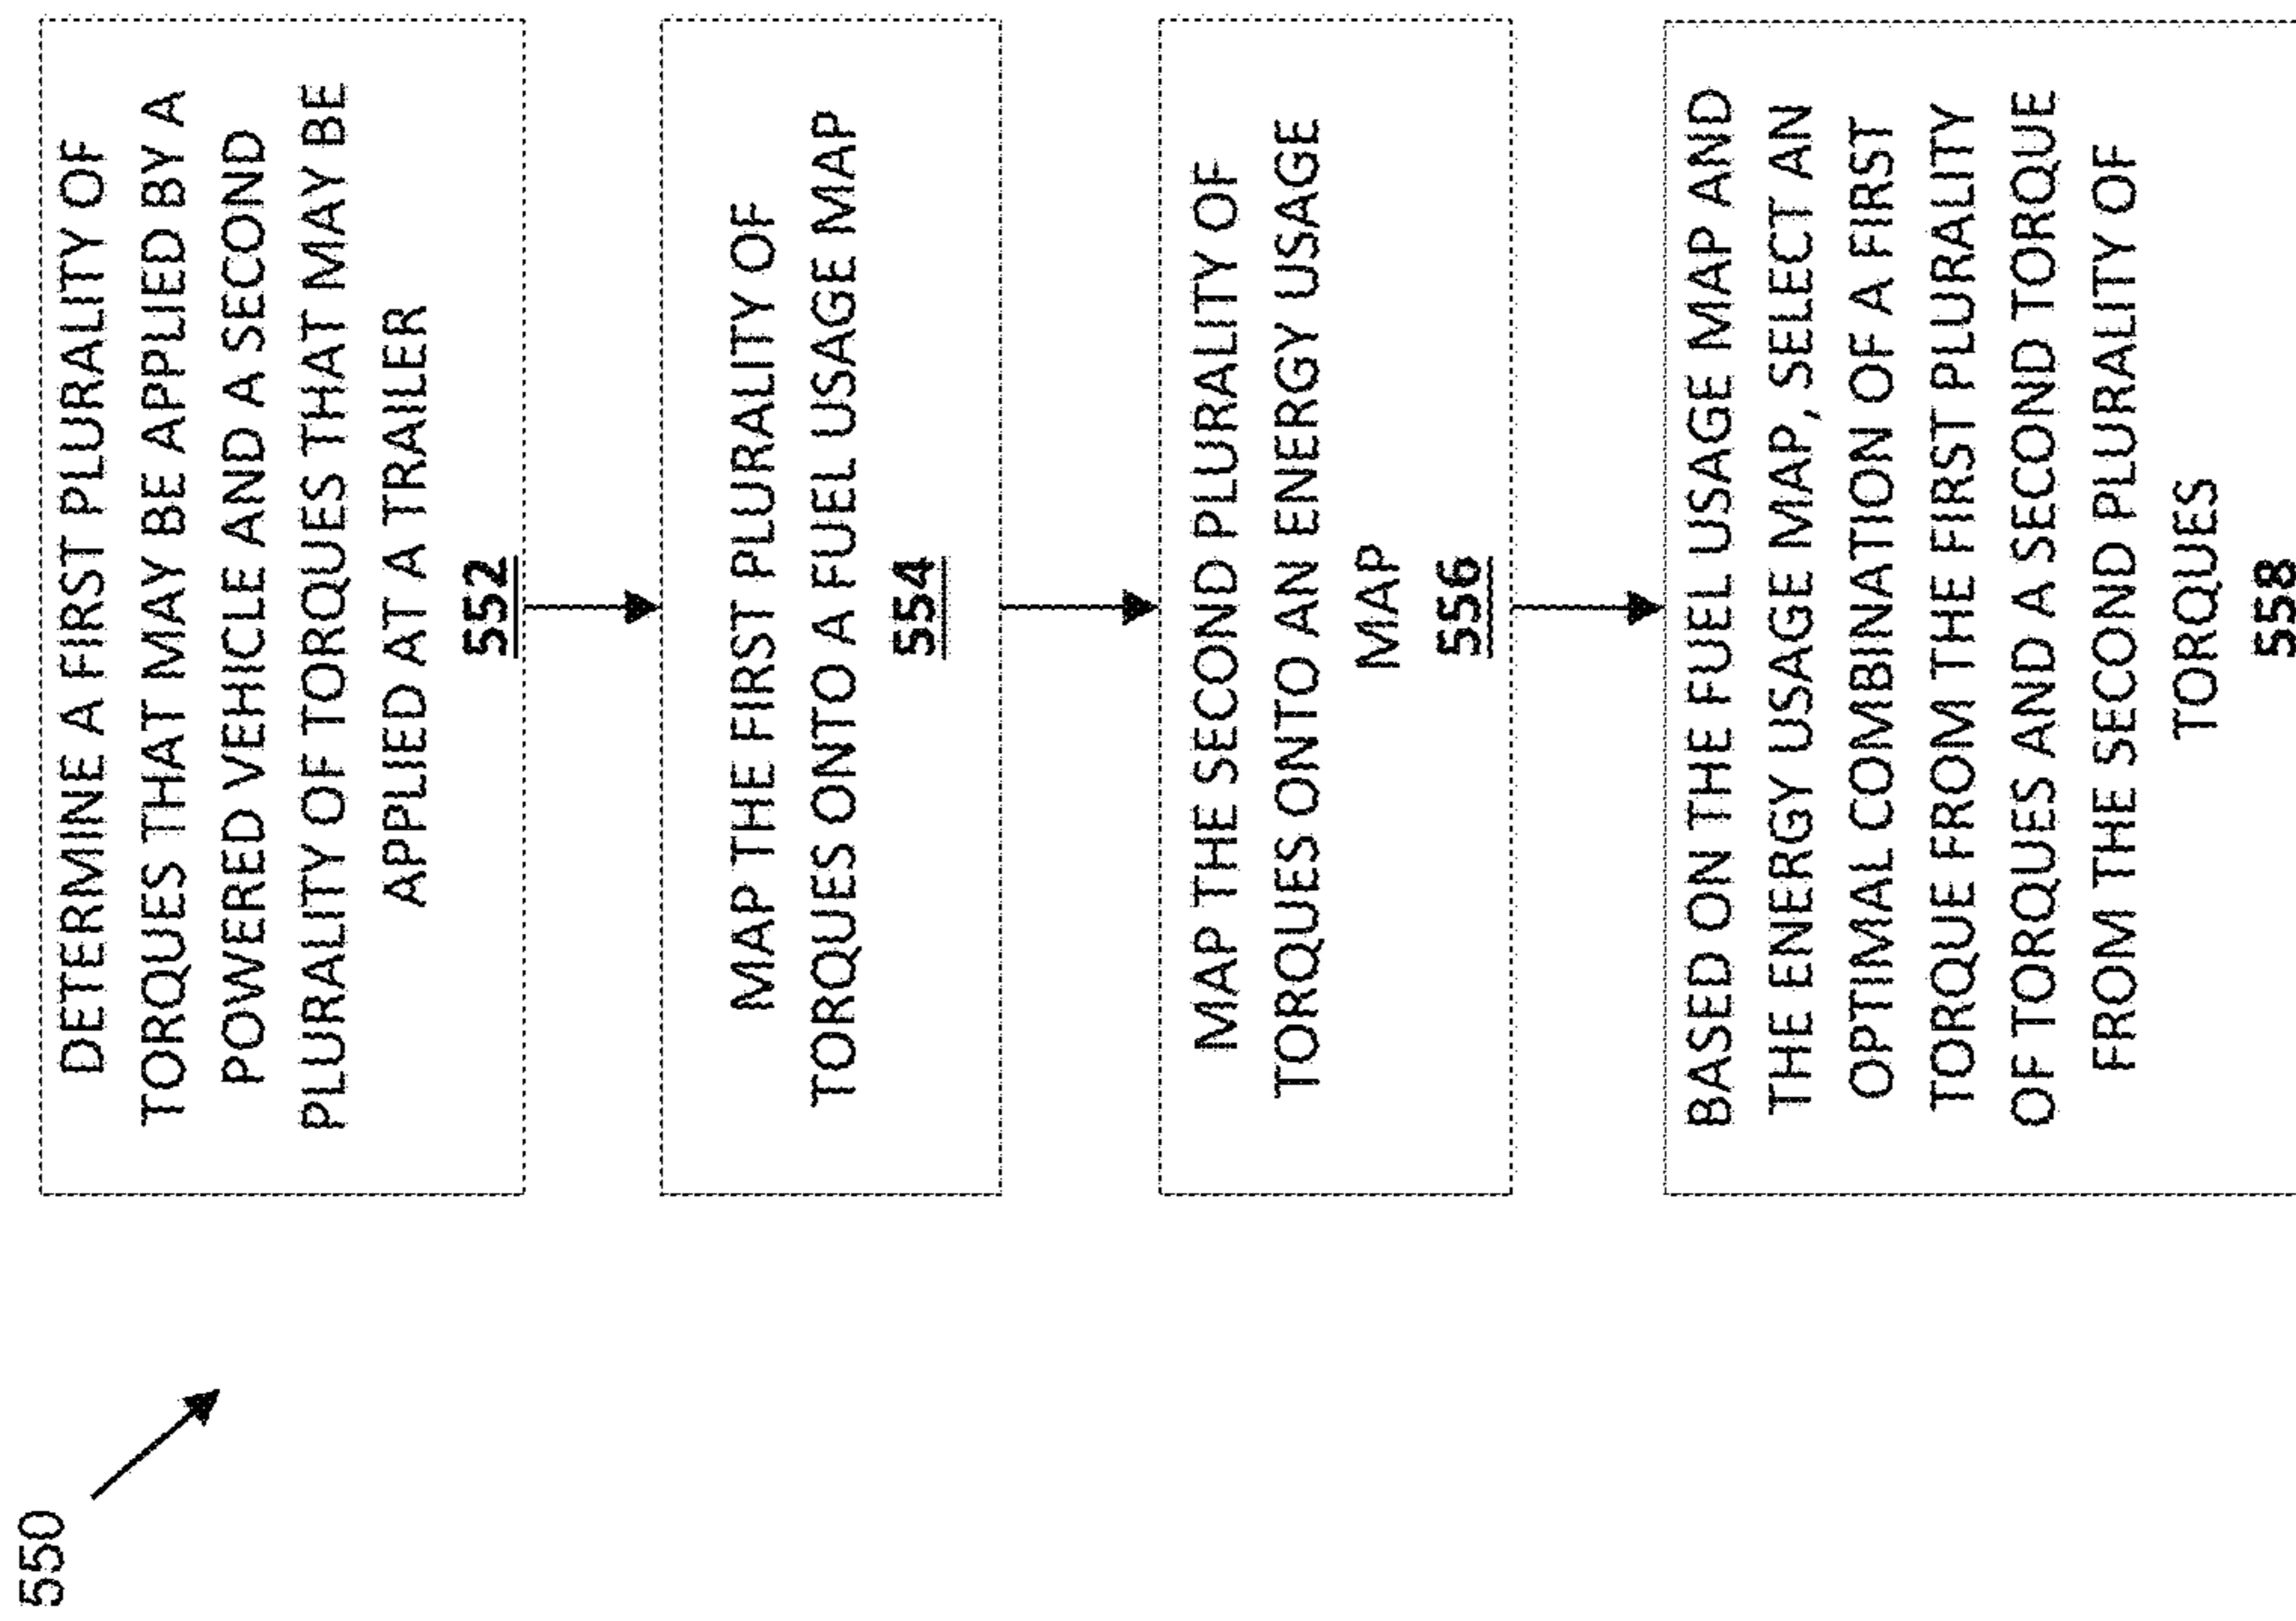 550
DETERMINE A FIRST PLURALITY OF
TORQUES THAT MAY BE APPLIED BY A
POWERED VEHICLE AND A SECOND
PLURALITY OF TORQUES THAT MAY BE
APPLIED AT A TRAILER
552
MAP THE FIRST PLURALITY OF
TORQUES ONTO A FUEL USAGE MAP
554
MAP THE SECOND PLURALITY OF
TORQUES ONTO AN ENERGY USAGE
MAP
556
BASED ON THE FUEL USAGE MAP AND
THE ENERGY USAGE MAP, SELECT AN
OPTIMAL COMBINATION OF A FIRST
TORQUE FROM THE FIRST PLURALITY
OF TORQUES AND A SECOND TORQUE
FROM THE SECOND PLURALITY OF
TORQUES
558